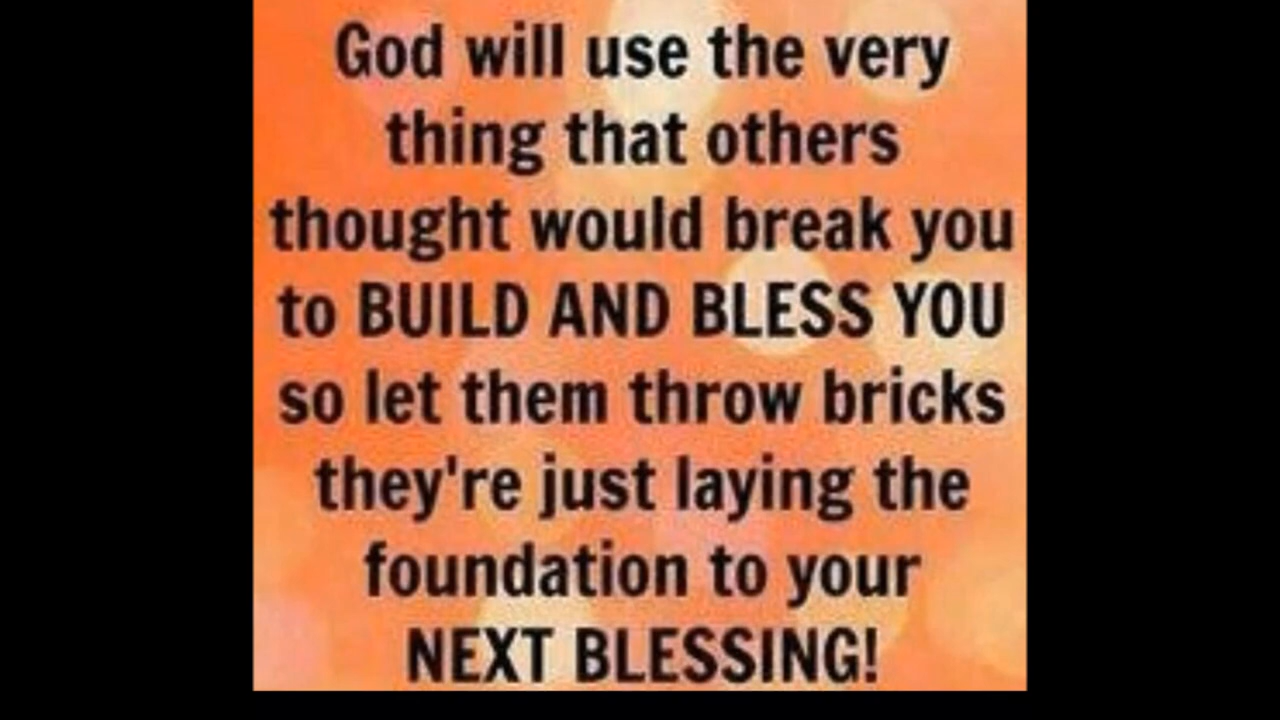 God will use the very
thing that others
thought would break you
to BUILD AND BLESS YOU
so let them throw bricks
they're just laying the
foundation to your
NEXT BLESSING!